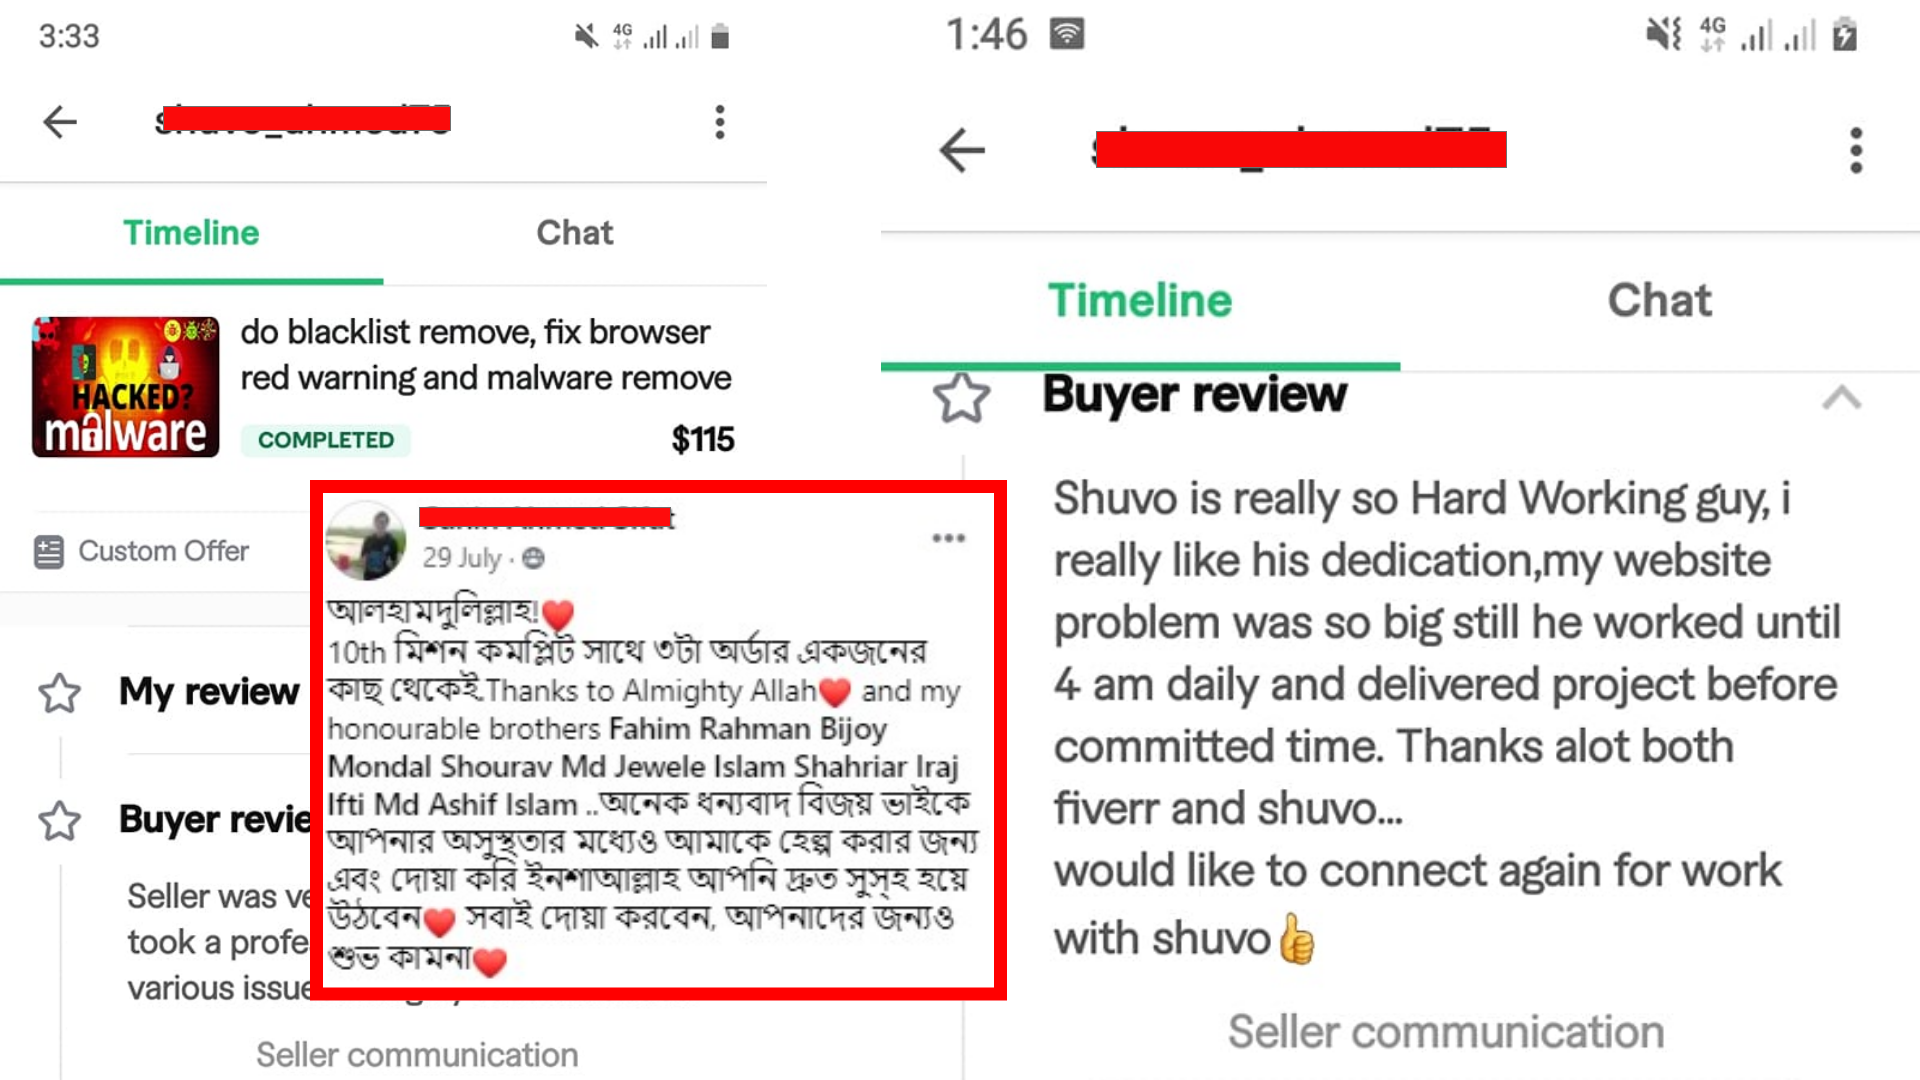 3:33
4G
Timeline
Chat
HACKED?
malware
do blacklist remove, fix browser
red warning and malware remove
COMPLETED
$115
Custom Offer
My review
Buyer revie
Seller was ve
took a profe
various issue
Seller communication
29 July ·
আলহামদুলিল্লাহ!❤️
10th মিশন কমপ্লিট সাথে ৩টা অর্ডার একজনের
কাছ থেকেই.Thanks to Almighty Allah❤️ and my
honourable brothers Fahim Rahman Bijoy
Mondal Shourav Md Jewele Islam Shahriar Iraj
Ifti Md Ashif Islam ..অনেক ধন্যবাদ বিজয় ভাইকে
আপনার অসুস্থতার মধ্যেও আমাকে হেল্প করার জন্য
এবং দোয়া করি ইনশাআল্লাহ আপনি দ্রুত সুস্হ হয়ে
উঠবেন❤️ সবাই দোয়া করবেন, আপনাদের জন্যও
শুভ কামনা❤️
1:46
4G
Timeline
Chat
Buyer review
Shuvo is really so Hard Working guy, i
really like his dedication,my website
problem was so big still he worked until
4 am daily and delivered project before
committed time. Thanks alot both
fiverr and shuvo...
would like to connect again for work
with shuvo👍
Seller communication